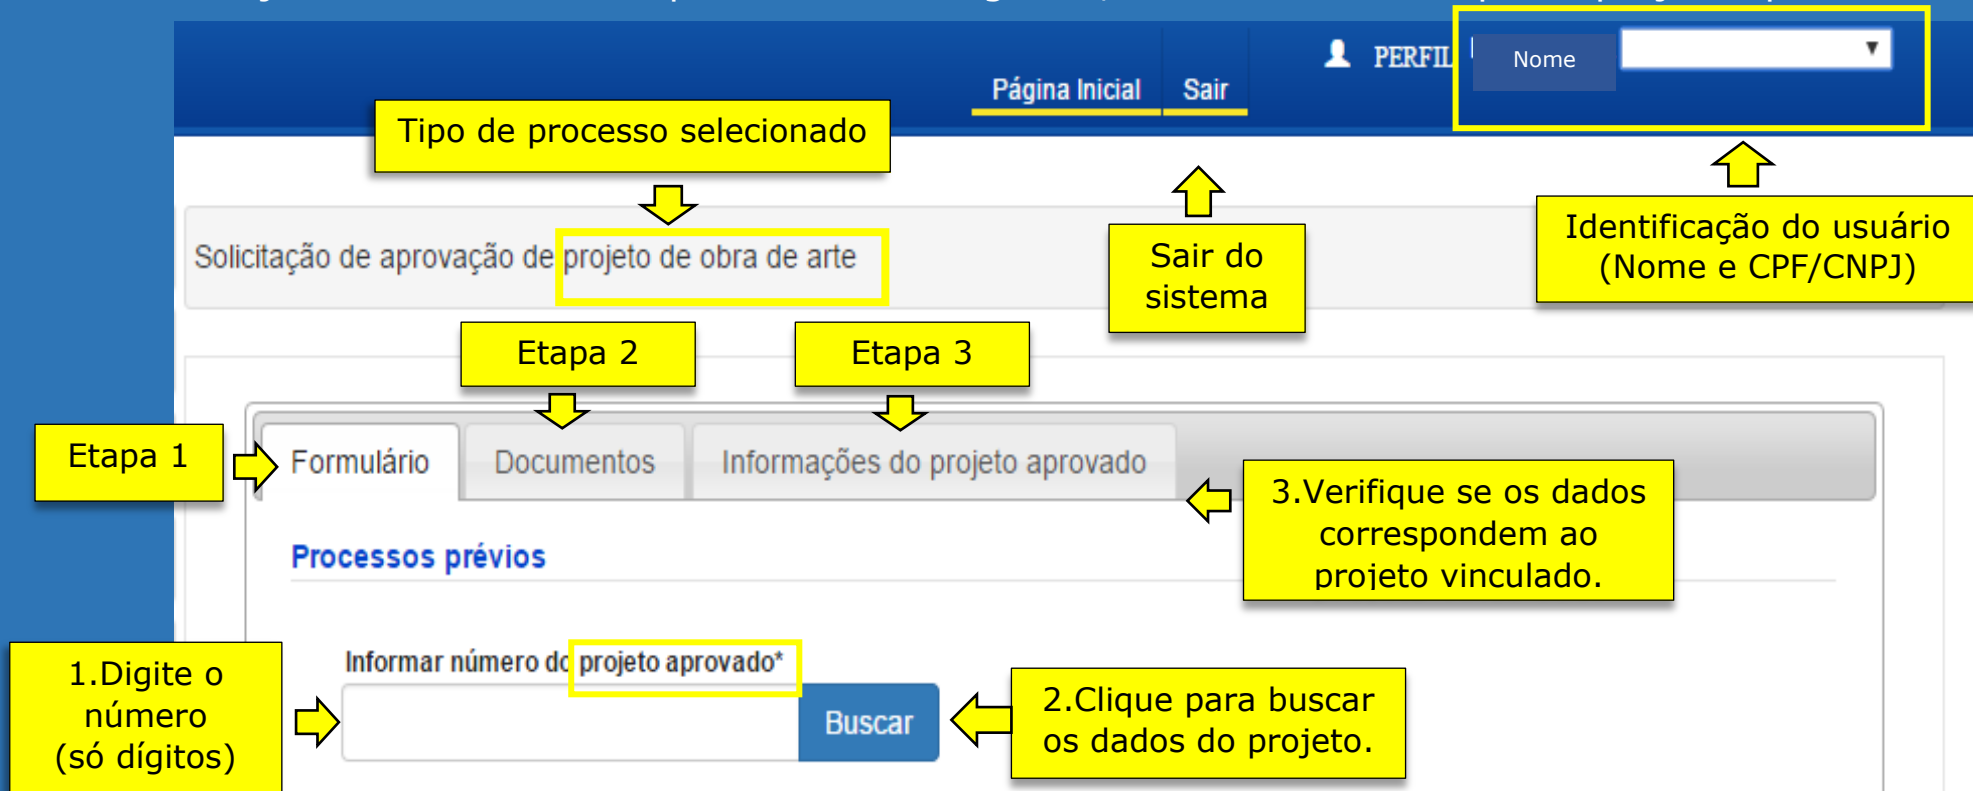 PERFIL
Nome
Página Inicial
Sair
Tipo de processo selecionado
Identificação do usuário
(Nome e CPF/CNPJ)
Sair do
sistema
Solicitação de aprovação de projeto de obra de arte
Etapa 2
Etapa 3
Etapa 1
Formulário
Documentos
Informações do projeto aprovado
3.Verifique se os dados
correspondem ao
projeto vinculado.
Processos prévios
Informar número do projeto aprovado*
1.Digite o
número
(só dígitos)
Buscar
2.Clique para buscar
os dados do projeto.